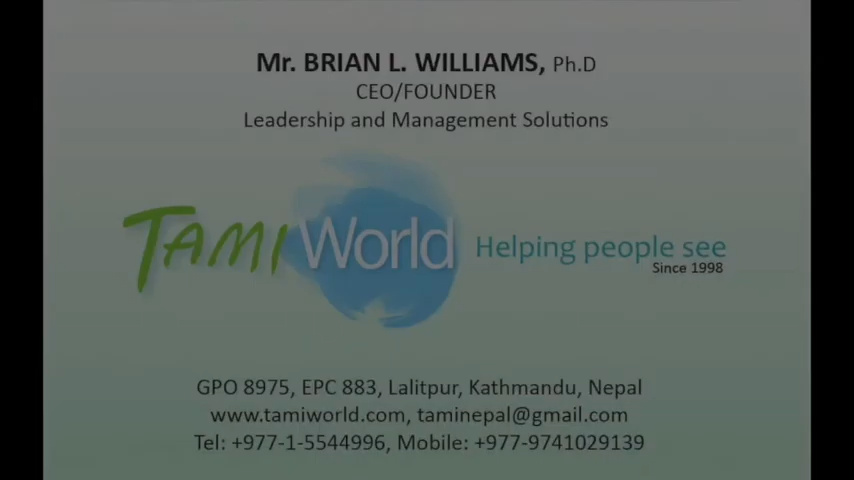 Mr. BRIAN L. WILLIAMS, Ph.D
CEO/FOUNDER
Leadership and Management Solutions
TAMI World
Helping people see
Since 1998
GPO 8975, EPC 883, Lalitpur, Kathmandu, Nepal
www.tamiworld.com, taminepal@gmail.com
Tel: +977-1-5544996, Mobile: +977-9741029139